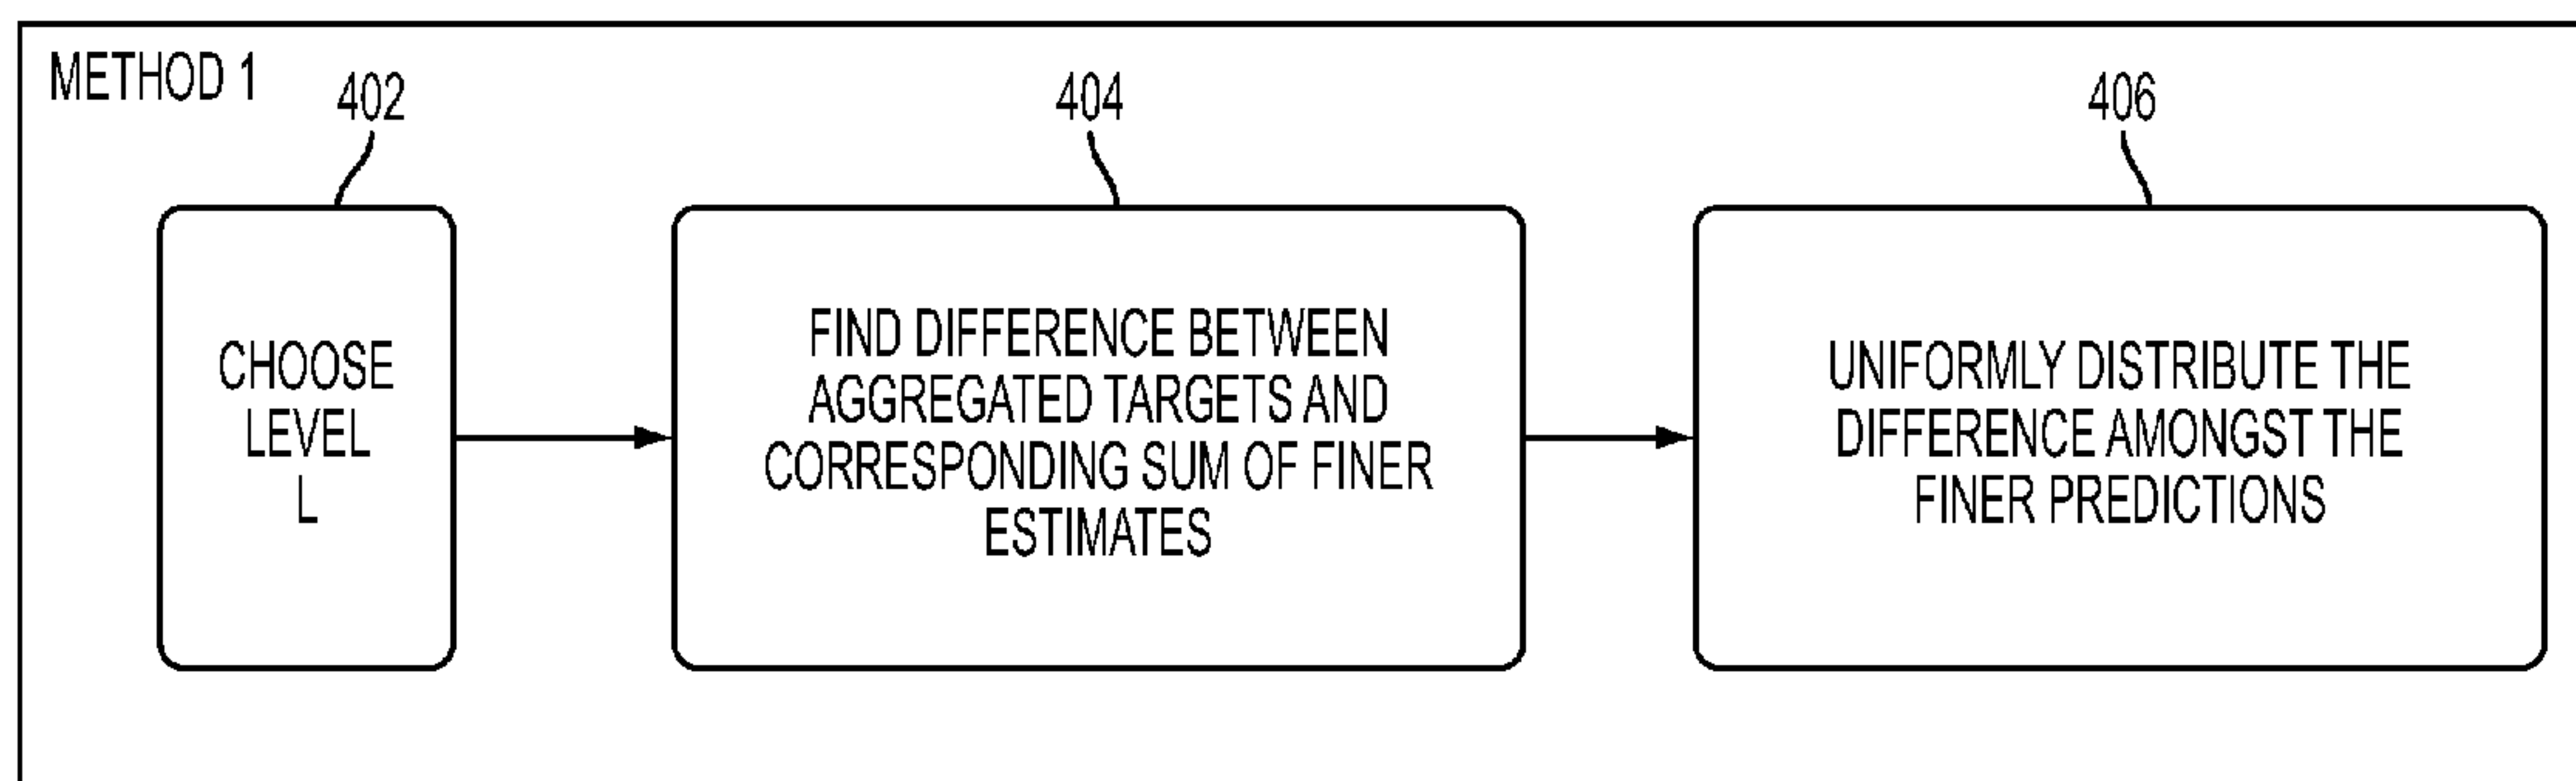 METHOD 1
402
404
406
CHOOSE
LEVEL
L
FIND DIFFERENCE BETWEEN
AGGREGATED TARGETS AND
CORRESPONDING SUM OF FINER
ESTIMATES
UNIFORMLY DISTRIBUTE THE
DIFFERENCE AMONGST THE
FINER PREDICTIONS